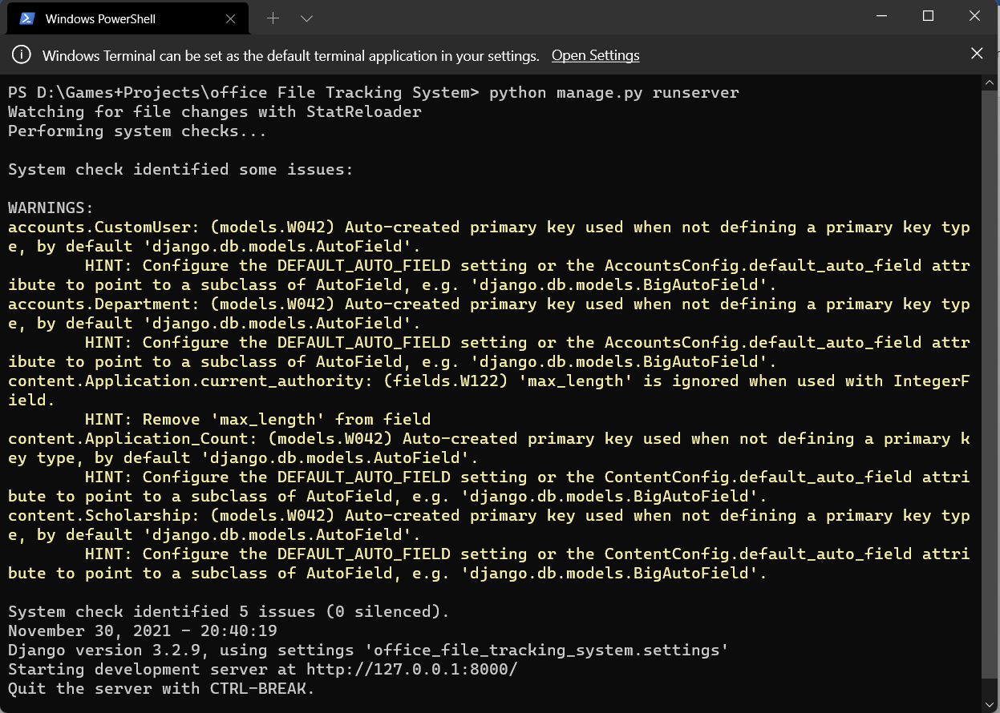 Windows PowerShell
Windows Terminal can be set as the default terminal application in your settings. Open Settings
PS D:\Games+Projects\office File Tracking System> python manage.py runserver
Watching for file changes with StatReloader
Performing system checks...
System check identified some issues:
WARNINGS:
accounts.CustomUser: (models.W042) Auto-created primary key used when not defining a primary key typ
e, by default 'django.db.models.AutoField'.
HINT: Configure the DEFAULT_AUTO_FIELD setting or the AccountsConfig.default_auto_field attr
ibute to point to a subclass of AutoField, e.g. 'django.db.models.BigAutoField'.
accounts.Department: (models.W042) Auto-created primary key used when not defining a primary key typ
e, by default 'django.db.models.AutoField'.
HINT: Configure the DEFAULT_AUTO_FIELD setting or the AccountsConfig.default_auto_field attr
ibute to point to a subclass of AutoField, e.g. 'django.db.models.BigAutoField'.
content.Application.current_authority: (fields.W122) 'max_length' is ignored when used with IntegerF
ield.
HINT: Remove 'max_length' from field
content.Application_Count: (models.W042) Auto-created primary key used when not defining a primary k
ey type, by default 'django.db.models.AutoField'.
HINT: Configure the DEFAULT_AUTO_FIELD setting or the ContentConfig.default_auto_field attri
bute to point to a subclass of AutoField, e.g. 'django.db.models.BigAutoField'.
content.Scholarship: (models.W042) Auto-created primary key used when not defining a primary key typ
e, by default 'django.db.models.AutoField'.
HINT: Configure the DEFAULT_AUTO_FIELD setting or the ContentConfig.default_auto_field attri
bute to point to a subclass of AutoField, e.g. 'django.db.models.BigAutoField'.
System check identified 5 issues (0 silenced).
November 30, 2021 - 20:40:19
Django version 3.2.9, using settings 'office_file_tracking_system.settings'
Starting development server at http://127.0.0.1:8000/
Quit the server with CTRL-BREAK.